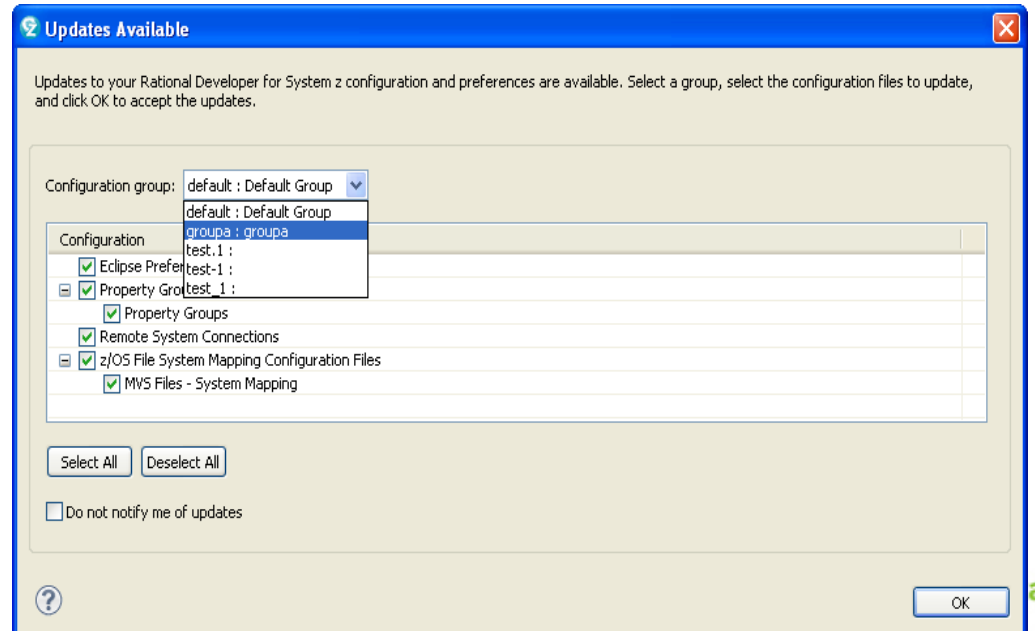 Updates Available
Updates to your Rational Developer for System z configuration and preferences are available. Select a group, select the configuration files to update,
and click OK to accept the updates.
Configuration group: default : Default Group
default : Default Group
groupa : groupa
test.1 :
test-1 :
test_1 :
Configuration
Eclipse Prefer
Property Gro
Property Groups
Remote System Connections
z/OS File System Mapping Configuration Files
MVS Files - System Mapping
Select All Deselect All
Do not notify me of updates
OK